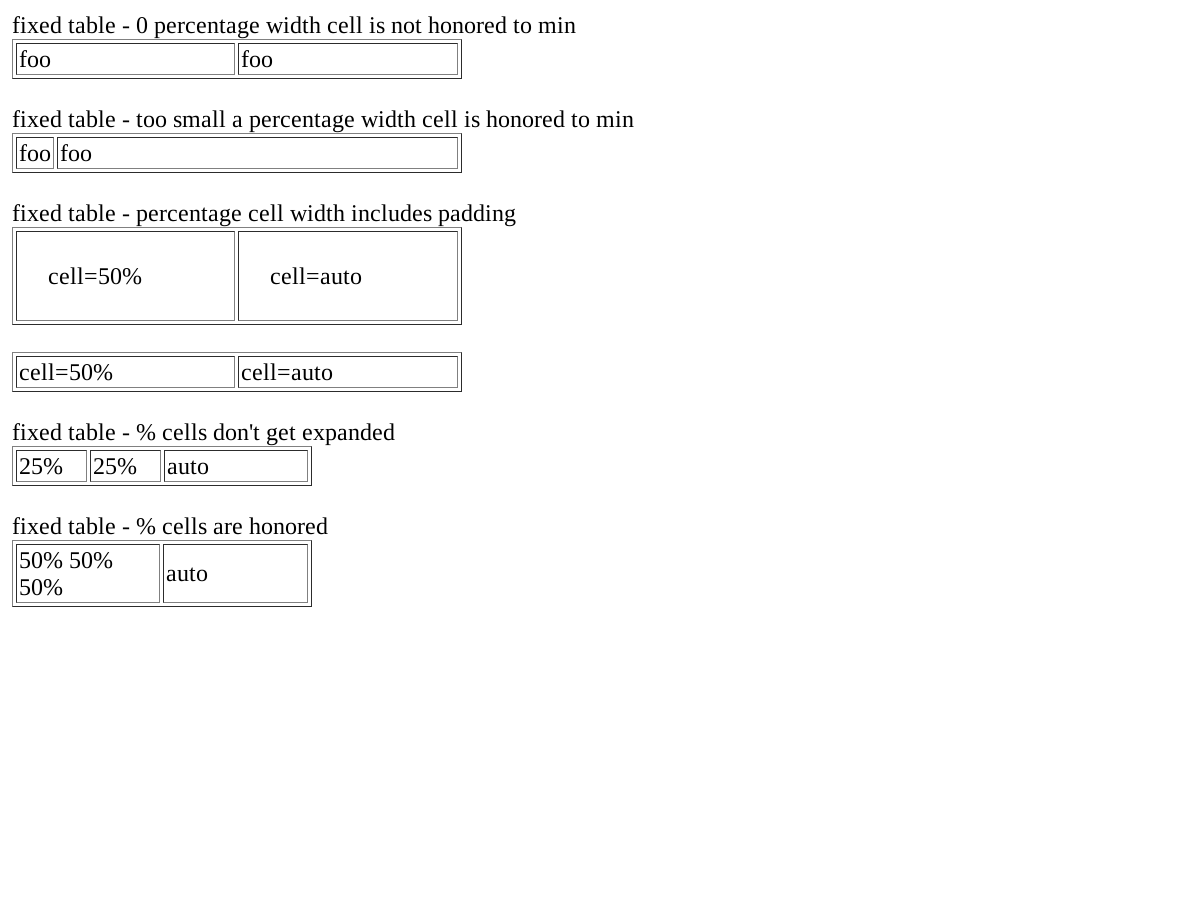 fixed table - 0 percentage width cell is not honored to min
foo foo
fixed table - too small a percentage width cell is honored to min
foo foo
fixed table - percentage cell width includes padding
cell=50% cell=auto
cell=50% cell=auto
fixed table - % cells don't get expanded
25% 25% auto
fixed table - % cells are honored
50% 50%
50%
auto